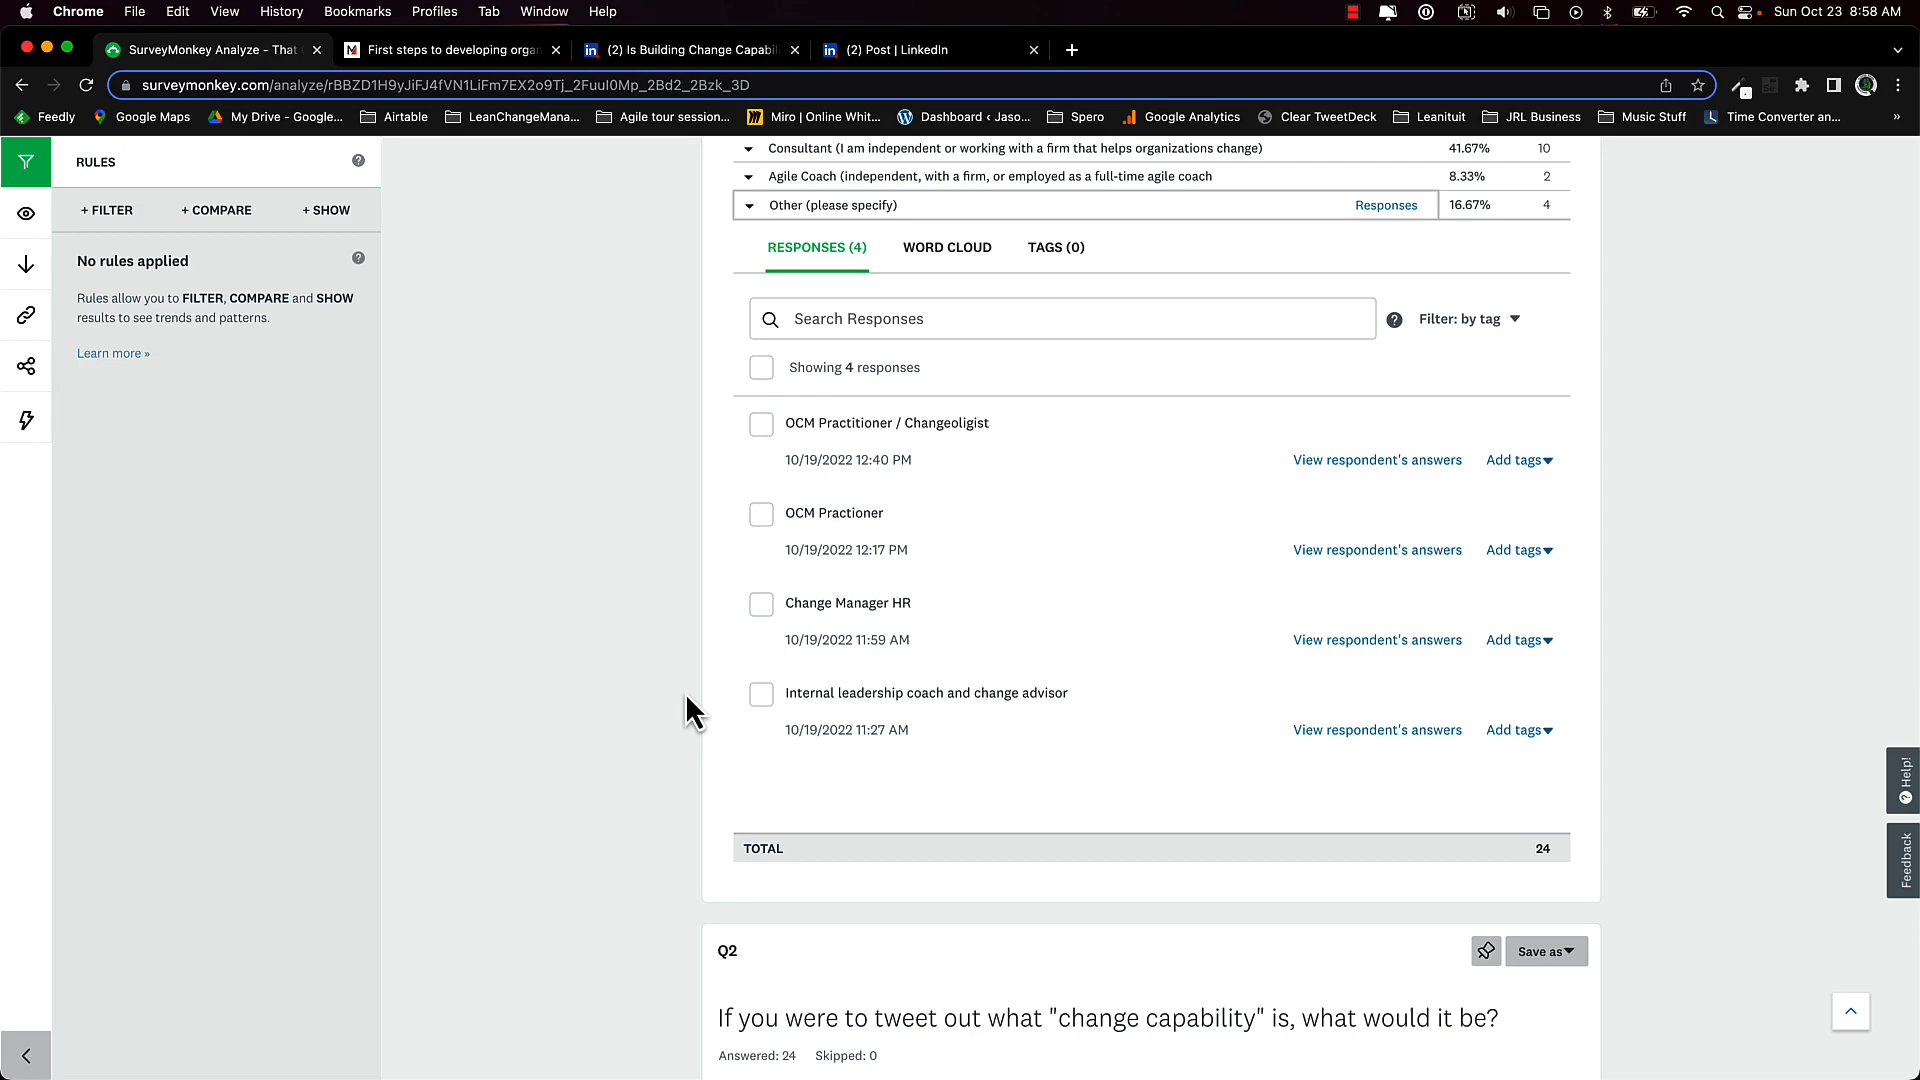 Chrome File Edit View History Bookmarks Profiles Tab Window Help Sun Oct 23 8:58 AM
SurveyMonkey Analyze - That First steps to developing orga (2) Is Building Change Capabili (2) Post | LinkedIn
surveymonkey.com/analyze/rBBZD1H9yJiFJ4fVN1LiFm7EX2o9Tj_2FuuI0Mp_2Bd2_2Bzk_3D
Feedly Google Maps My Drive - Google... Airtable LeanChangeMana... Agile tour session... Miro | Online Whit... Dashboard ‹ Jaso... Spero Google Analytics Clear TweetDeck Leanituit JRL Business Music Stuff Time Converter an... »
RULES
+ FILTER + COMPARE + SHOW
No rules applied
Rules allow you to FILTER, COMPARE and SHOW
results to see trends and patterns.
Learn more »
Consultant (I am independent or working with a firm that helps organizations change) 41.67% 10
Agile Coach (independent, with a firm, or employed as a full-time agile coach 8.33% 2
Other (please specify) Responses 16.67% 4
RESPONSES (4) WORD CLOUD TAGS (0)
Search Responses Filter: by tag
Showing 4 responses
OCM Practitioner / Changeoligist
10/19/2022 12:40 PM View respondent's answers Add tags
OCM Practioner
10/19/2022 12:17 PM View respondent's answers Add tags
Change Manager HR
10/19/2022 11:59 AM View respondent's answers Add tags
Internal leadership coach and change advisor
10/19/2022 11:27 AM View respondent's answers Add tags
Help!
Feedback
TOTAL 24
Q2 Save as
If you were to tweet out what "change capability" is, what would it be?
Answered: 24 Skipped: 0